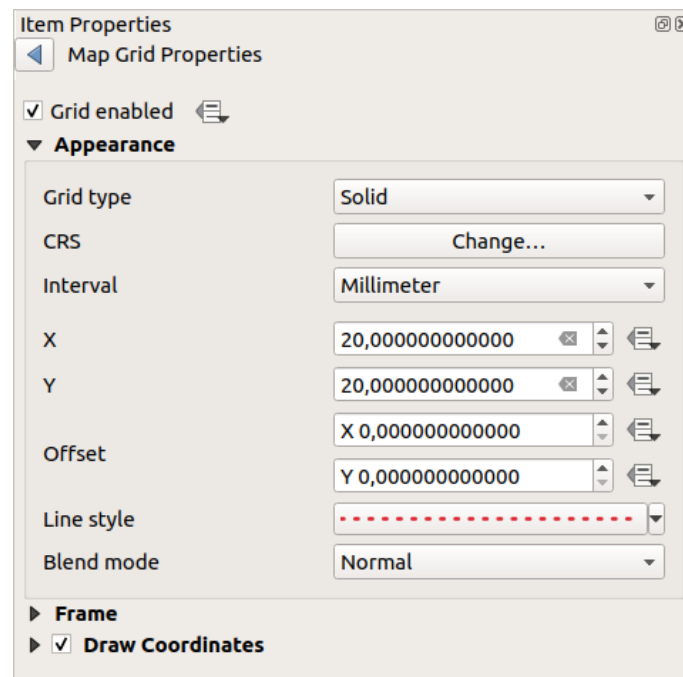 Item Properties
Map Grid Properties
Grid enabled
Appearance
Grid type Solid
CRS Change...
Interval Millimeter
X 20,000000000000
Y 20,000000000000
Offset X 0,000000000000
Y 0,000000000000
Line style
Blend mode Normal
Frame
Draw Coordinates